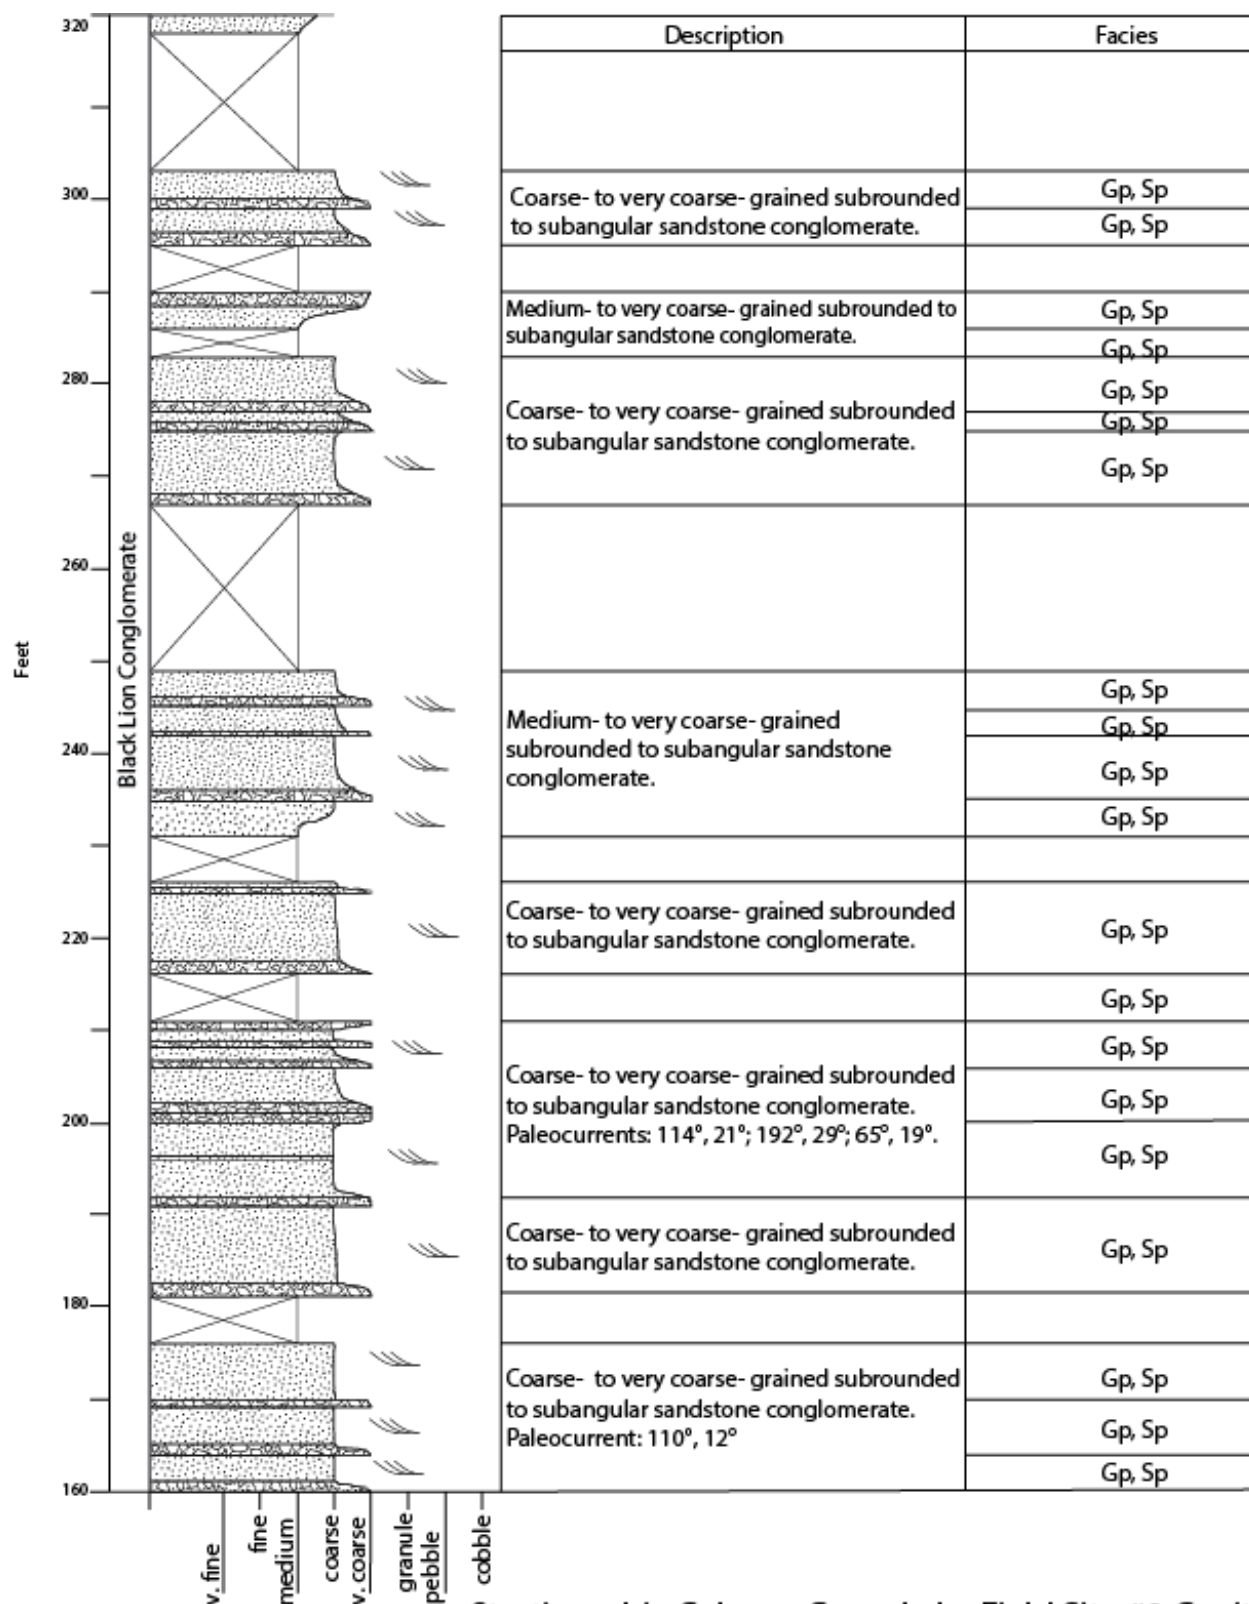 320
Description
Facies
300
Coarse- to very coarse- grained subrounded
to subangular sandstone conglomerate.
Gp, Sp
Gp, Sp
Medium- to very coarse- grained subrounded to
subangular sandstone conglomerate.
Gp, Sp
Gp, Sp
280
Coarse- to very coarse- grained subrounded
to subangular sandstone conglomerate.
Gp, Sp
Gp, Sp
Gp, Sp
260
Black Lion Conglomerate
Feet
240
Medium- to very coarse- grained
subrounded to subangular sandstone
conglomerate.
Gp, Sp
Gp, Sp
Gp, Sp
Gp, Sp
220
Coarse- to very coarse- grained subrounded
to subangular sandstone conglomerate.
Gp, Sp
Gp, Sp
200
Coarse- to very coarse- grained subrounded
to subangular sandstone conglomerate.
Paleocurrents: 114°, 21°; 192°, 29°; 65°, 19°.
Gp, Sp
Gp, Sp
Gp, Sp
Coarse- to very coarse- grained subrounded
to subangular sandstone conglomerate.
Gp, Sp
180
Coarse- to very coarse- grained subrounded
to subangular sandstone conglomerate.
Paleocurrent: 110°, 12°
Gp, Sp
Gp, Sp
Gp, Sp
160
v. fine
fine
medium
coarse
v. coarse
granule
pebble
cobble